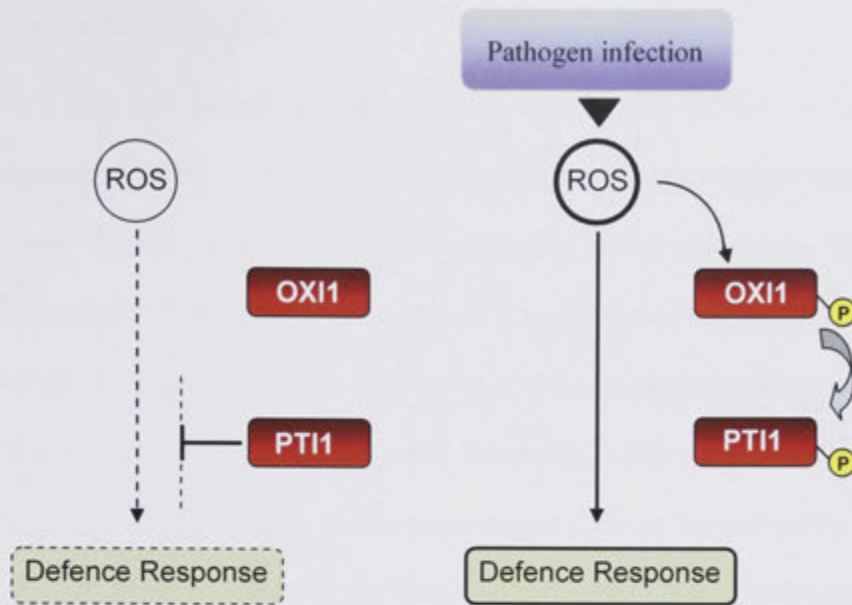 Pathogen infection
ROS
ROS
OXI1
OXI1
P
PTI1
PTI1
P
Defence Response
Defence Response